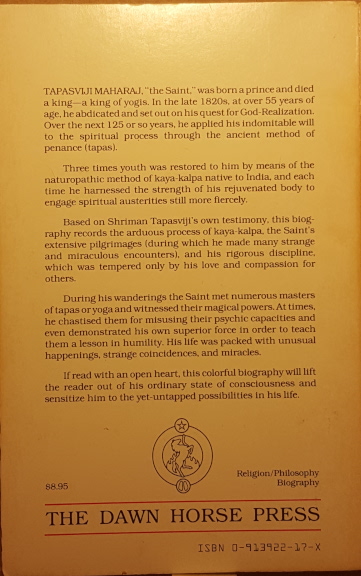 TAPASVIJI MAHARAJ, "the Saint," was born a prince and died
a king—a king of yogis. In the late 1820s, at over 55 years of
age, he abdicated and set out on his quest for God-Realization.
Over the next 125 or so years, he applied his indomitable will
to the spiritual process through the ancient method of
penance (tapas).
Three times youth was restored to him by means of the
naturopathic method of kaya-kalpa native to India, and each
time he harnessed the strength of his rejuvenated body to
engage spiritual austerities still more fiercely.
Based on Shriman Tapasviji's own testimony, this biog-
raphy records the arduous process of kaya-kalpa, the Saint's
extensive pilgrimages (during which he made many strange
and miraculous encounters), and his rigorous discipline,
which was tempered only by his love and compassion for
others.
During his wanderings the Saint met numerous masters
of tapas or yoga and witnessed their magical powers. At times,
he chastised them for misusing their psychic capacities and
even demonstrated his own superior force in order to teach
them a lesson in humility. His life was packed with unusual
happenings, strange coincidences, and miracles.
If read with an open heart, this colorful biography will lift
the reader out of his ordinary state of consciousness and
sensitize him to the yet-untapped possibilities in his life.
$8.95
Religion/Philosophy
Biography
THE DAWN HORSE PRESS
ISBN 0-913922-17-X